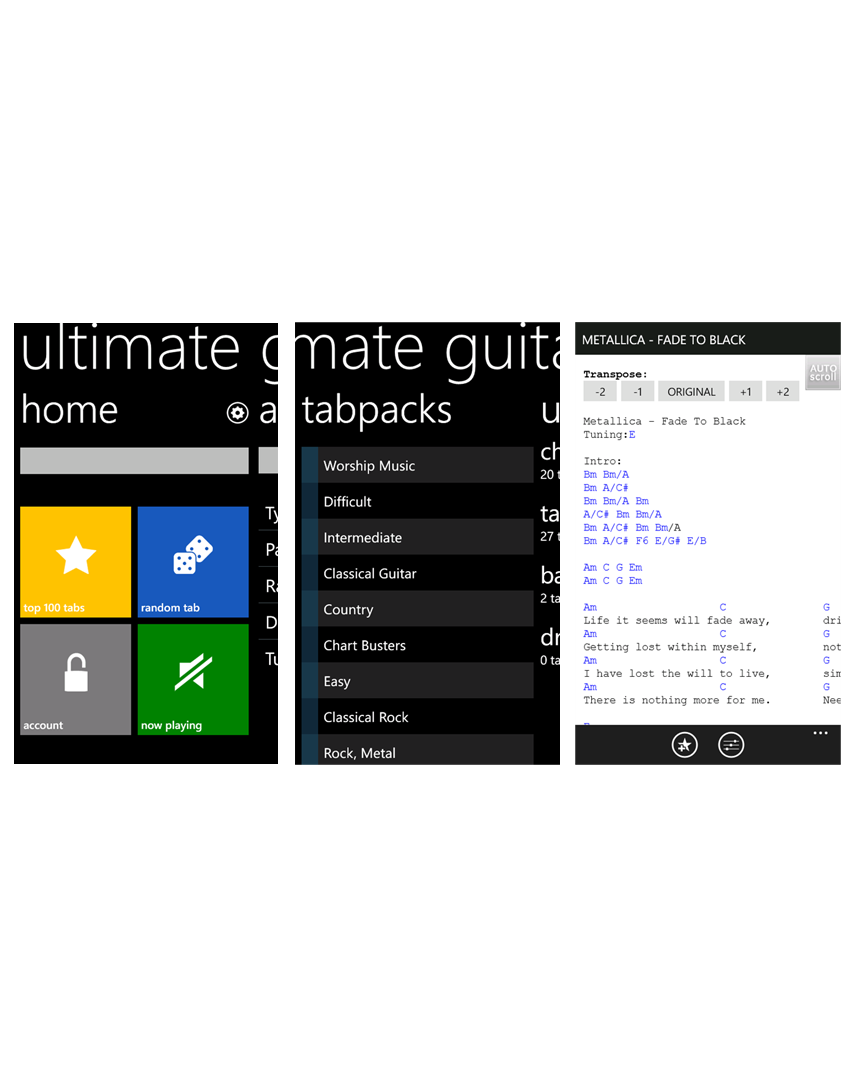 ultimate g
home
a
top 100 tabs
random tab
account
now playing
Ty
Pa
Ra
D
Tu
mate guita
tabpacks
u
Worship Music
Difficult
Intermediate
Classical Guitar
Country
Chart Busters
Easy
Classical Rock
Rock, Metal
ch
20 t
ta
27 t
ba
2 ta
dr
0 ta
METALLICA - FADE TO BLACK
AUTO
scroll
Transpose:
-2 -1 ORIGINAL +1 +2
Metallica - Fade To Black
Tuning:E
Intro:
Bm Bm/A
Bm A/C#
Bm Bm/A Bm
A/C# Bm Bm/A
Bm A/C# Bm Bm/A
Bm A/C# F6 E/G# E/B
Am C G Em
Am C G Em
Am C G
Life it seems will fade away, dri
Am C G
Getting lost within myself, not
Am C G
I have lost the will to live, sim
Am C G
There is nothing more for me. Nee